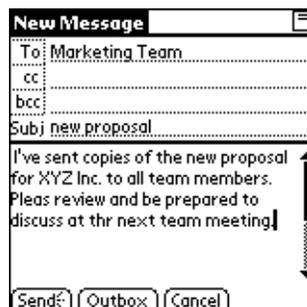 New Message
To: Marketing Team
cc:
bcc:
Subj: new proposal
I've sent copies of the new proposal
for XYZ Inc. to all team members.
Pleas review and be prepared to
discuss at thr next team meeting.
Send Outbox Cancel